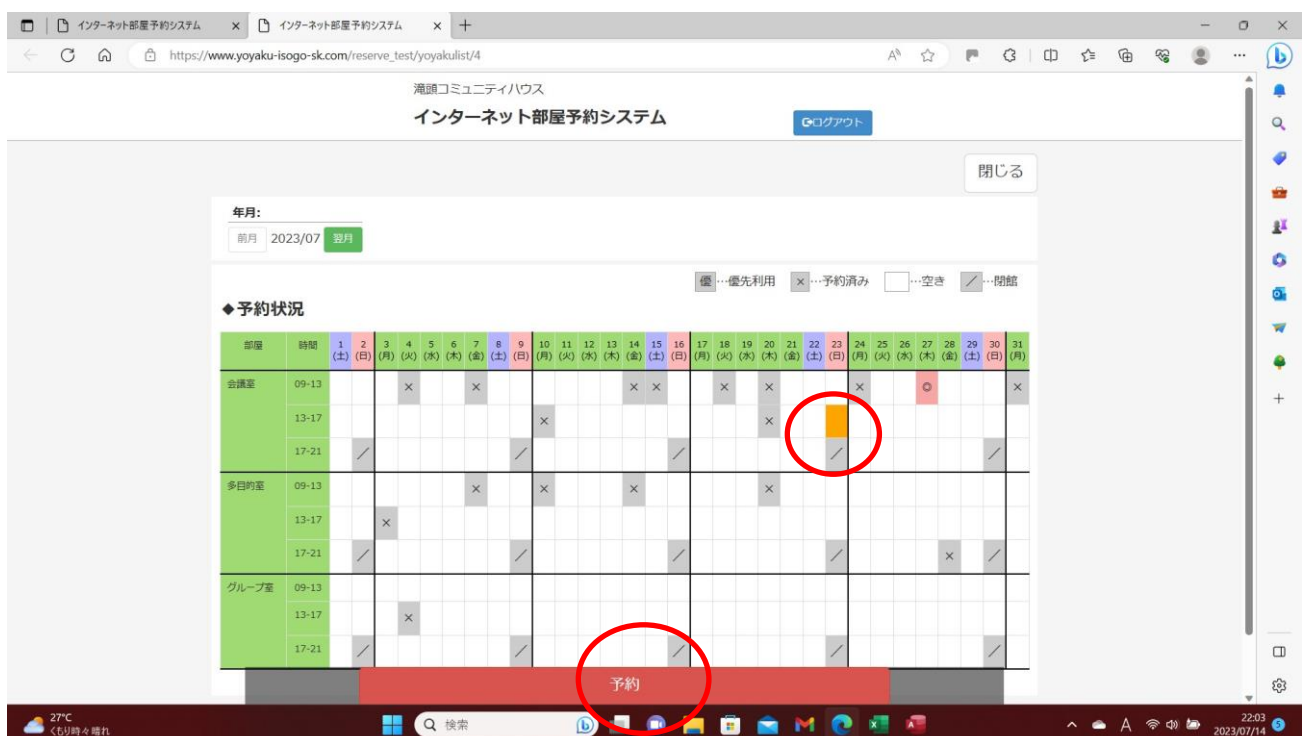 インターネット部屋予約システム
インターネット部屋予約システム
https://www.yoyaku-isogo-sk.com/reserve_test/yoyakulist/4
滝頭コミュニティハウス
インターネット部屋予約システム
ログアウト
閉じる
年月:
前月 2023/07 翌月
優 …優先利用 × …予約済み …空き ／ …閉館
◆予約状況
部屋 時間 1 2 3 4 5 6 7 8 9 10 11 12 13 14 15 16 17 18 19 20 21 22 23 24 25 26 27 28 29 30 31
(土) (日) (月) (火) (水) (木) (金) (土) (日) (月) (火) (水) (木) (金) (土) (日) (月) (火) (水) (木) (金) (土) (日) (月) (火) (水) (木) (金) (土) (日) (月)
会議室 09-13 × × × × × × × ◎ ×
13-17 × ×
17-21 ／ ／ ／ ／ ／
多目的室 09-13 × × × ×
13-17 ×
17-21 ／ ／ ／ ／ × ／
グループ室 09-13
13-17 ×
17-21 ／ ／ ／ ／ ／
予約
27°C
くもり時々晴れ
検索
A
22:03
2023/07/14
5